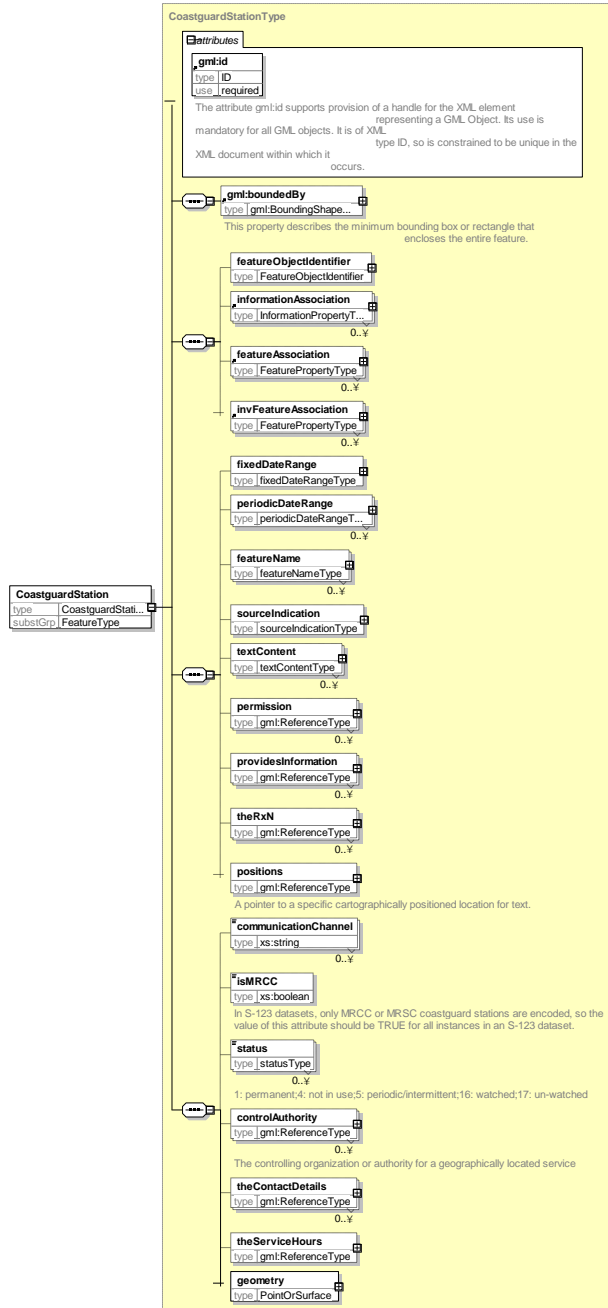 CoastguardStationType
attributes
gml:id
type ID
use required
The attribute gml:id supports provision of a handle for the XML element
representing a GML Object. Its use is
mandatory for all GML objects. It is of XML
type ID, so is constrained to be unique in the
XML document within which it
occurs.
gml:boundedBy
type gml:BoundingShape...
This property describes the minimum bounding box or rectangle that
encloses the entire feature.
featureObjectIdentifier
type FeatureObjectIdentifier
informationAssociation
type InformationPropertyT...
0..¥
featureAssociation
type FeaturePropertyType
0..¥
invFeatureAssociation
type FeaturePropertyType
0..¥
fixedDateRange
type fixedDateRangeType
periodicDateRange
type periodicDateRangeT...
0..¥
featureName
type featureNameType
0..¥
CoastguardStation
type CoastguardStati...
substGrp FeatureType
sourceIndication
type sourceIndicationType
textContent
type textContentType
0..¥
permission
type gml:ReferenceType
0..¥
providesInformation
type gml:ReferenceType
0..¥
theRxN
type gml:ReferenceType
0..¥
positions
type gml:ReferenceType
A pointer to a specific cartographically positioned location for text.
communicationChannel
type xs:string
0..¥
isMRCC
type xs:boolean
In S-123 datasets, only MRCC or MRSC coastguard stations are encoded, so the
value of this attribute should be TRUE for all instances in an S-123 dataset.
status
type statusType
0..¥
1: permanent;4: not in use;5: periodic/intermittent;16: watched;17: un-watched
controlAuthority
type gml:ReferenceType
0..¥
The controlling organization or authority for a geographically located service
theContactDetails
type gml:ReferenceType
0..¥
theServiceHours
type gml:ReferenceType
geometry
type PointOrSurface